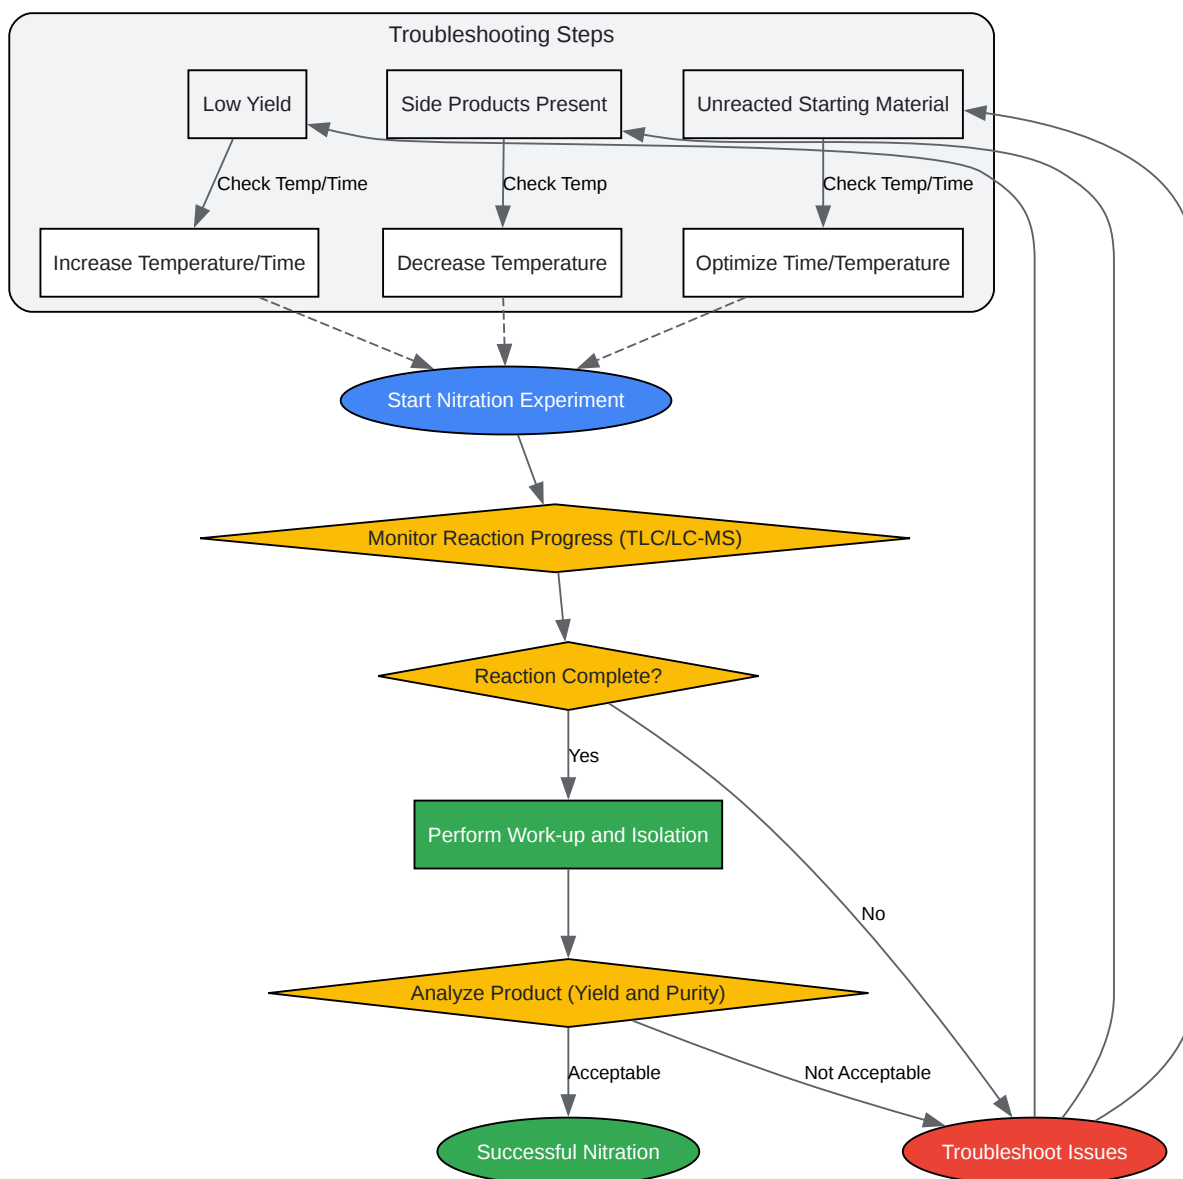 Troubleshooting Steps
Low Yield
Side Products Present
Unreacted Starting Material
Check Temp/Time
Check Temp
Check Temp/Time
Increase Temperature/Time
Decrease Temperature
Optimize Time/Temperature
Start Nitration Experiment
Monitor Reaction Progress (TLC/LC-MS)
Reaction Complete?
Yes
Perform Work-up and Isolation
No
Analyze Product (Yield and Purity)
Acceptable
Not Acceptable
Successful Nitration
Troubleshoot Issues